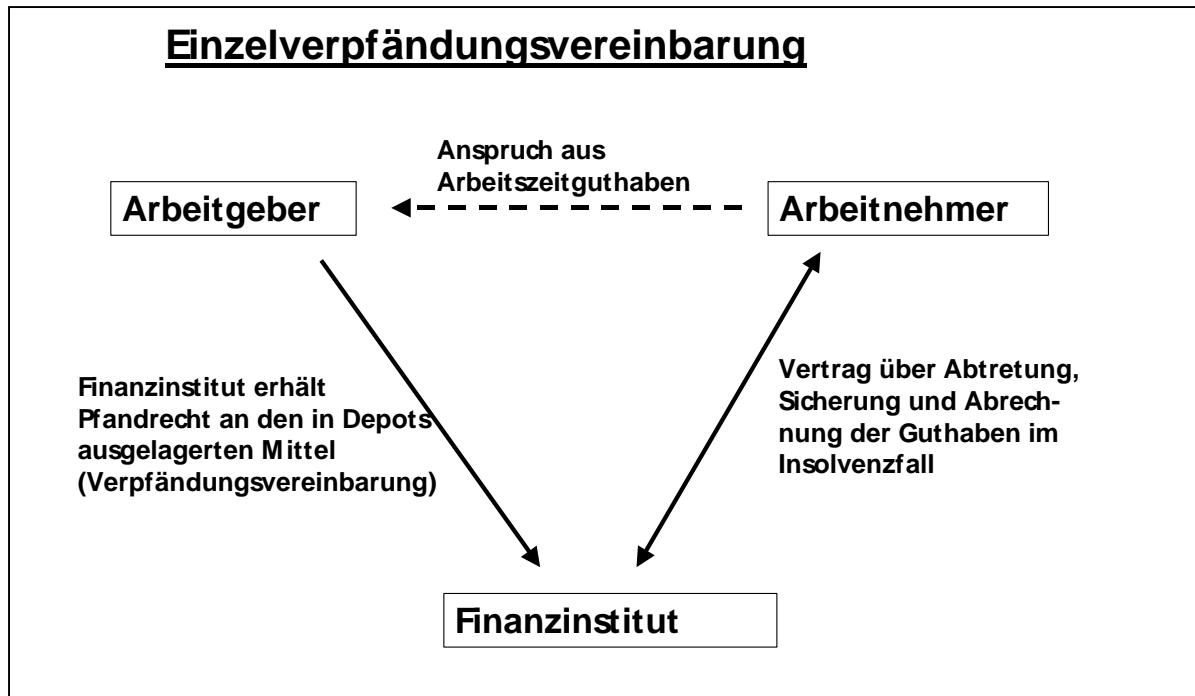 Einzelverpfändungsvereinbarung
Anspruch aus
Arbeitszeitguthaben
Arbeitgeber
Arbeitnehmer
Finanzinstitut erhält
Pfandrecht an den in Depots
ausgelagerten Mittel
(Verpfändungsvereinbarung)
Vertrag über Abtretung,
Sicherung und Abrech-
nung der Guthaben im
Insolvenzfall
Finanzinstitut